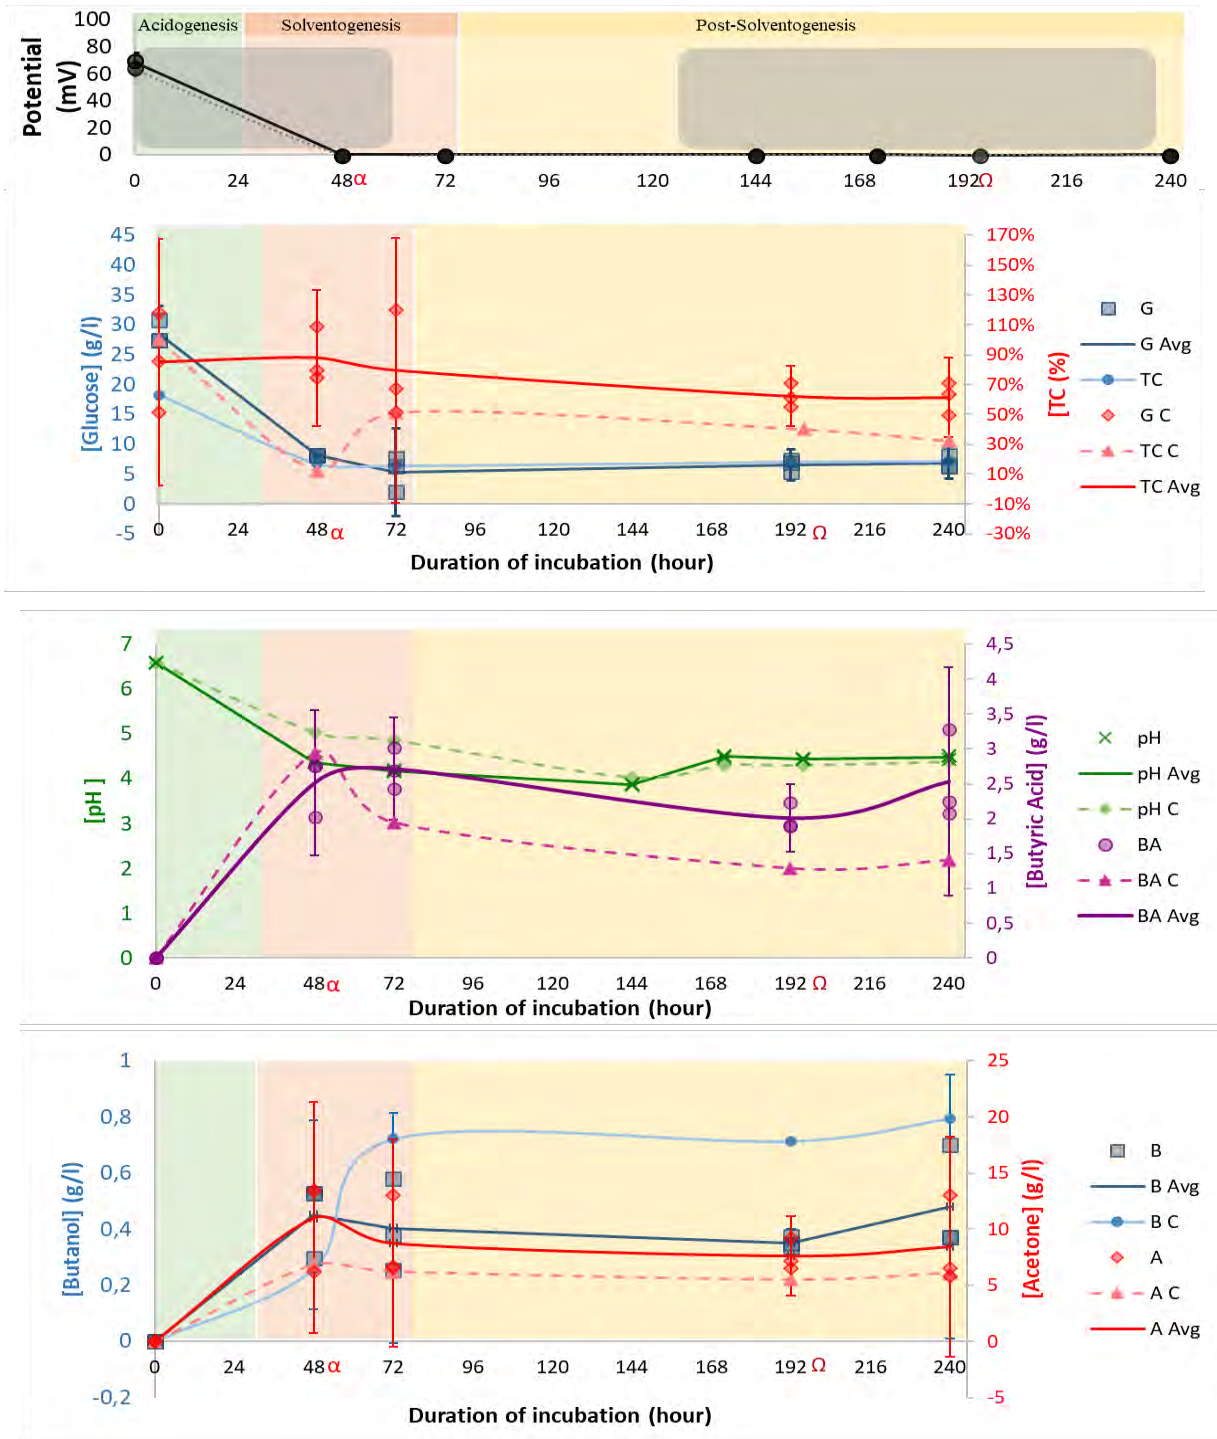 Acidogenesis Solventogenesis Post-Solventogenesis
Potential
(mV)
100
80
60
40
20
0
0 24 48α 72 96 120 144 168 192Ω 216 240
[Glucose] (g/l)
45
40
35
30
25
20
15
10
5
0
-5
170%
150%
130%
110%
90%
70%
50%
30%
10%
-10%
-30%
[TC (%)
0 24 48 α 72 96 120 144 168 192 Ω 216 240
Duration of incubation (hour)
G
G Avg
TC
G C
TC C
TC Avg
[pH ]
7
6
5
4
3
2
1
0
4,5
4
3,5
3
2,5
2
1,5
1
0,5
0
[Butyric Acid] (g/l)
0 24 48α 72 96 120 144 168 192 Ω 216 240
Duration of incubation (hour)
pH
pH Avg
pH C
BA
BA C
BA Avg
[Butanol] (g/l)
1
0,8
0,6
0,4
0,2
0
-0,2
25
20
15
10
5
0
-5
[Acetone] (g/l)
0 24 48α 72 96 120 144 168 192 Ω 216 240
Duration of incubation (hour)
B
B Avg
B C
A
A C
A Avg